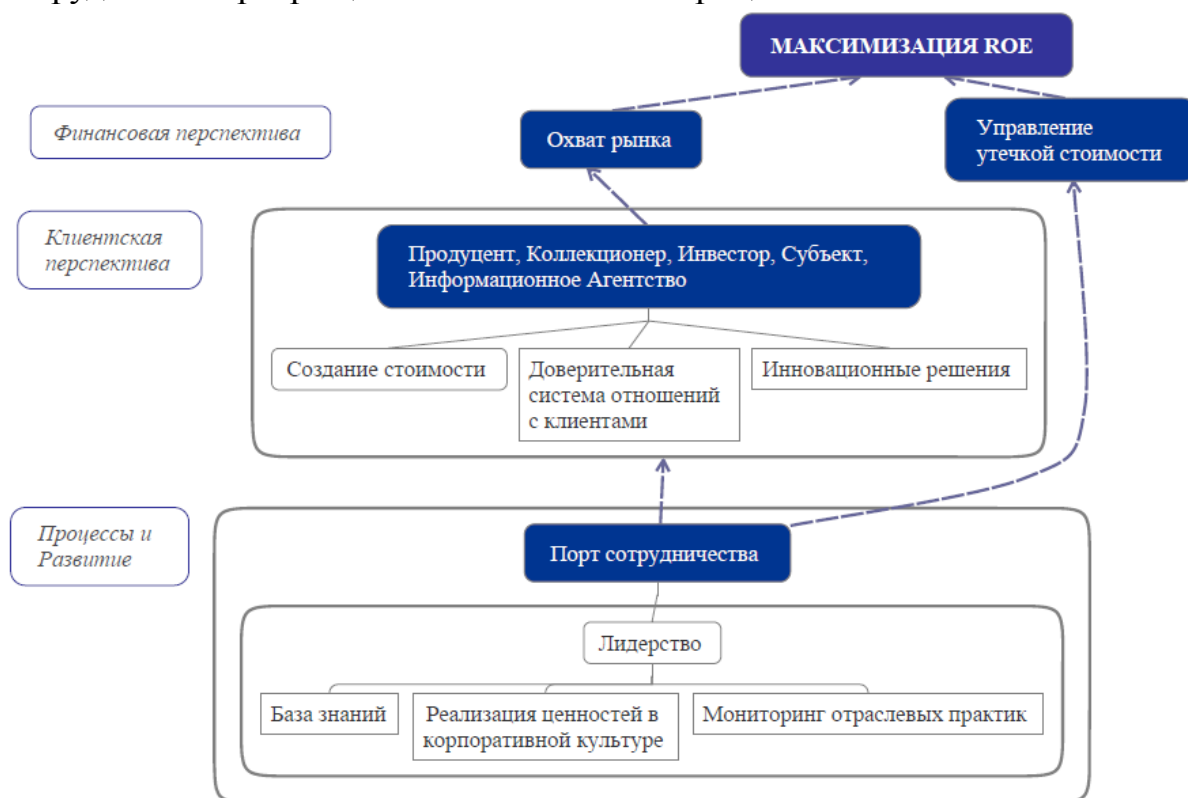 МАКСИМИЗАЦИЯ ROE
Финансовая перспектива
Охват рынка
Управление
утечкой стоимости
Клиентская
перспектива
Продуцент, Коллекционер, Инвестор, Субъект,
Информационное Агентство
Создание стоимости
Доверительная
система отношений
с клиентами
Инновационные решения
Процессы и
Развитие
Порт сотрудничества
Лидерство
База знаний
Реализация ценностей в
корпоративной культуре
Мониторинг отраслевых практик